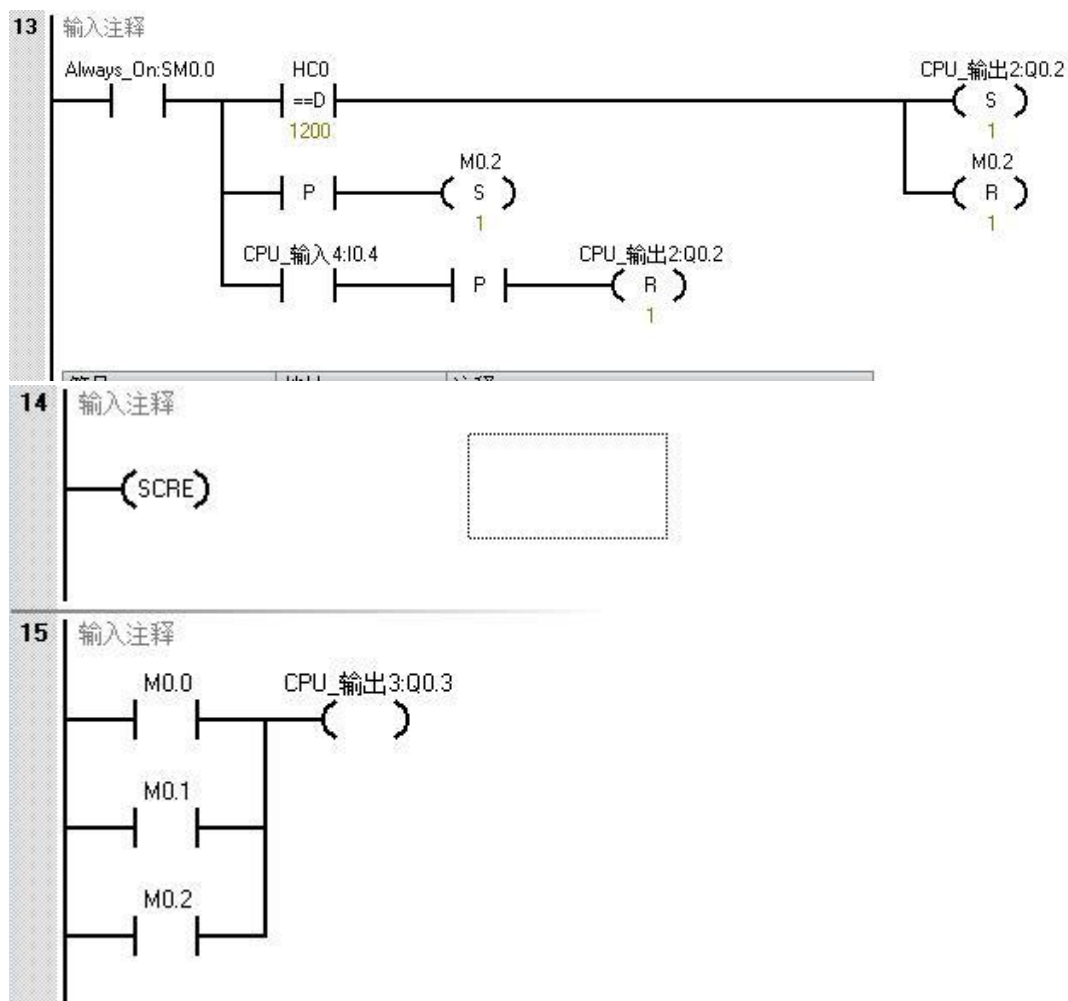 13 输入注释
Always_On:SM0.0 HC0 CPU_输出2:Q0.2
==D S
1200 1
M0.2 M0.2
P S R
1 1
CPU_输入4:I0.4 CPU_输出2:Q0.2
P R
1
14 输入注释
SCRE
15 输入注释
M0.0 CPU_输出3:Q0.3
M0.1
M0.2